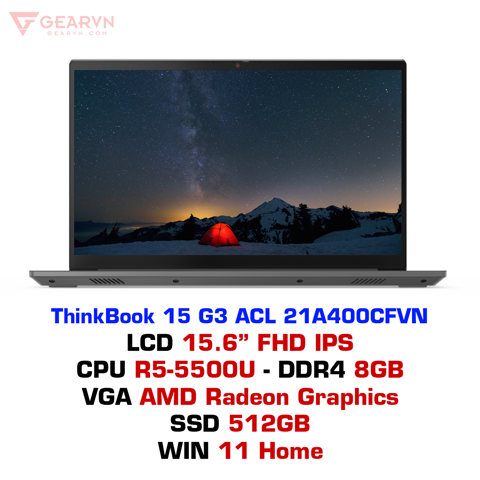 GEARVN
GEARVN.COM
ThinkBook 15 G3 ACL 21A400CFVN
LCD 15.6” FHD IPS
CPU R5-5500U - DDR4 8GB
VGA AMD Radeon Graphics
SSD 512GB
WIN 11 Home